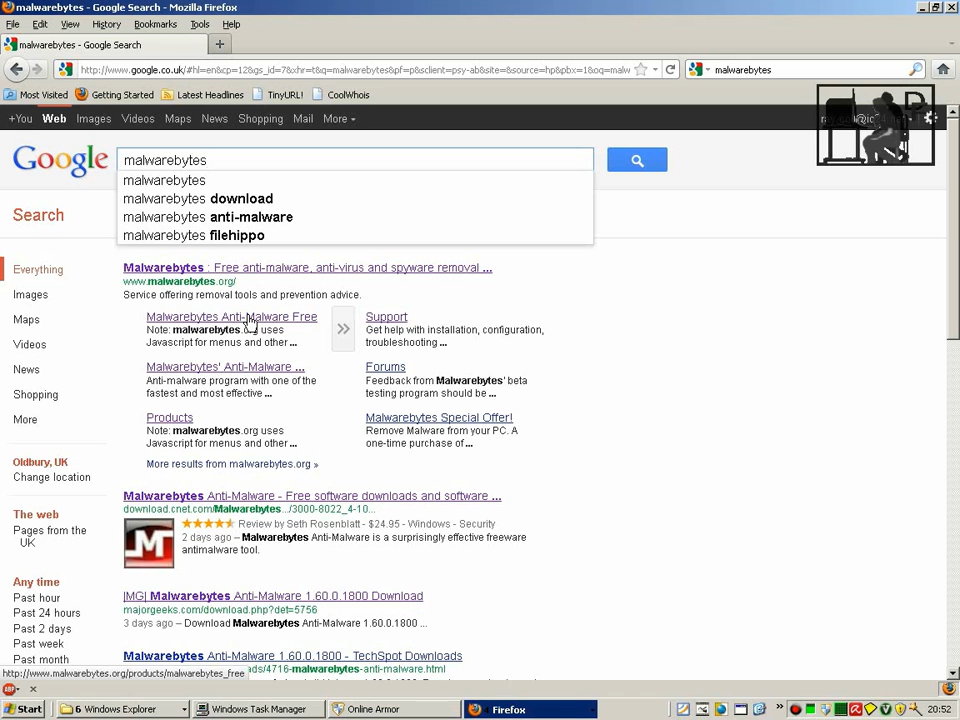 malwarebytes - Google Search - Mozilla Firefox
File Edit View History Bookmarks Tools Help
malwarebytes - Google Search
http://www.google.co.uk/#hl=en&cp=12&gs_id=7&xhr=t&q=malwarebytes&pf=p&sclient=psy-ab&site=&source=hp&pbx=1&oq=malw
malwarebytes
Most Visited Getting Started Latest Headlines TinyURL! CoolWhois
+You Web Images Videos Maps News Shopping Mail More
Google
malwarebytes
malwarebytes
malwarebytes download
malwarebytes anti-malware
malwarebytes filehippo
Search
Everything
Images
Maps
Videos
News
Shopping
More
Oldbury, UK
Change location
The web
Pages from the
UK
Any time
Past hour
Past 24 hours
Past 2 days
Past week
Past month
Malwarebytes : Free anti-malware, anti-virus and spyware removal ...
www.malwarebytes.org/
Service offering removal tools and prevention advice.
Malwarebytes Anti-Malware Free
Note: malwarebytes.org uses
Javascript for menus and other ...
Support
Get help with installation, configuration,
troubleshooting ...
Malwarebytes' Anti-Malware ...
Anti-malware program with one of the
fastest and most effective ...
Forums
Feedback from Malwarebytes' beta
testing program should be ...
Products
Note: malwarebytes.org uses
Javascript for menus and other ...
Malwarebytes Special Offer!
Remove Malware from your PC. A
one-time purchase of...
More results from malwarebytes.org »
Malwarebytes Anti-Malware - Free software downloads and software ...
download.cnet.com/Malwarebytes.../3000-8022_4-10...
Review by Seth Rosenblatt - $24.95 - Windows - Security
2 days ago – Malwarebytes Anti-Malware is a surprisingly effective freeware
antimalware tool.
|MG| Malwarebytes Anti-Malware 1.60.0.1800 Download
majorgeeks.com/download.php?det=5756
3 days ago – Download Malwarebytes Anti-Malware 1.60.0.1800 ...
Malwarebytes Anti-Malware 1.60.0.1800 - TechSpot Downloads
ads/4716-malwarebytes-anti-malware.html
http://www.malwarebytes.org/products/malwarebytes_free
ABP
Start 6 Windows Explorer Windows Task Manager Online Armor Firefox 20:52